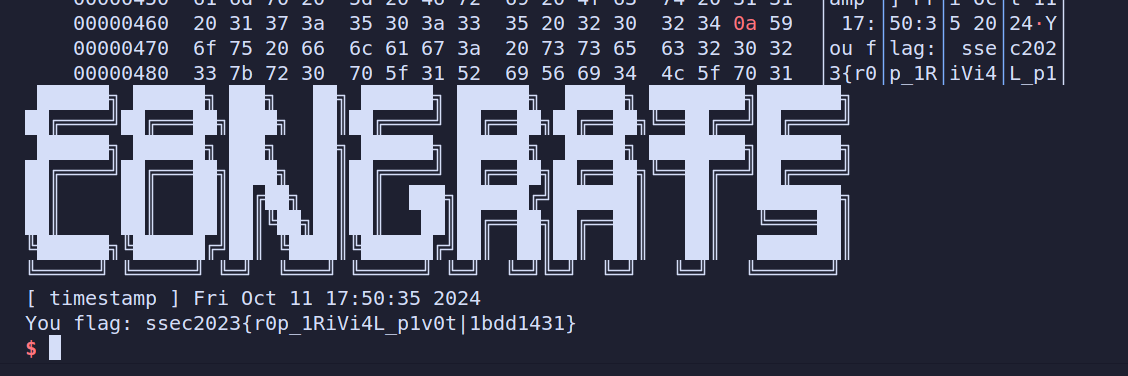 00000460 20 31 37 3a 35 30 3a 33 35 20 32 30 32 34 0a 59 │ 17:│50:3│5 20│24·Y│
00000470 6f 75 20 66 6c 61 67 3a 20 73 73 65 63 32 30 32 │ou f│lag:│ sse│c202│
00000480 33 7b 72 30 70 5f 31 52 69 56 69 34 4c 5f 70 31 │3{r0│p_1R│iVi4│L_p1│
CONGRATS
[ timestamp ] Fri Oct 11 17:50:35 2024
You flag: ssec2023{r0p_1RiVi4L_p1v0t|1bdd1431}
$